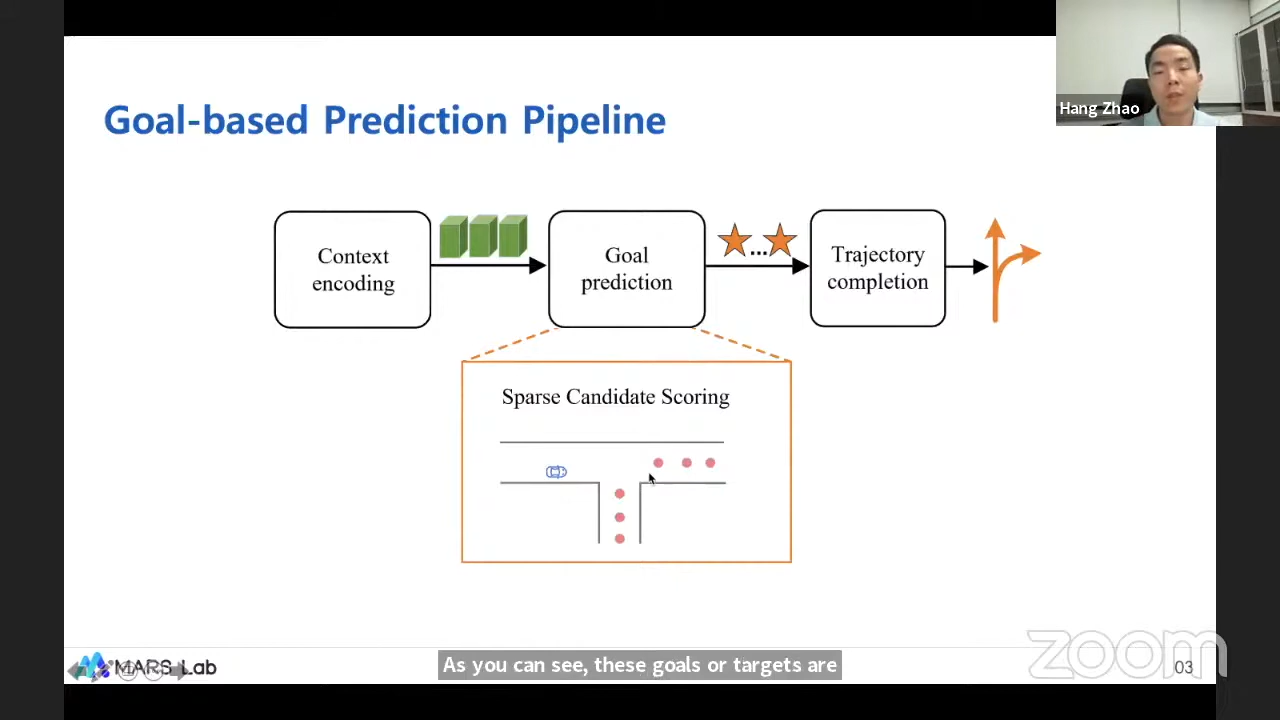 Hang Zhao
Goal-based Prediction Pipeline
Context
encoding
Goal
prediction
...
Trajectory
completion
Sparse Candidate Scoring
zoom
MARS Lab
As you can see, these goals or targets are
03